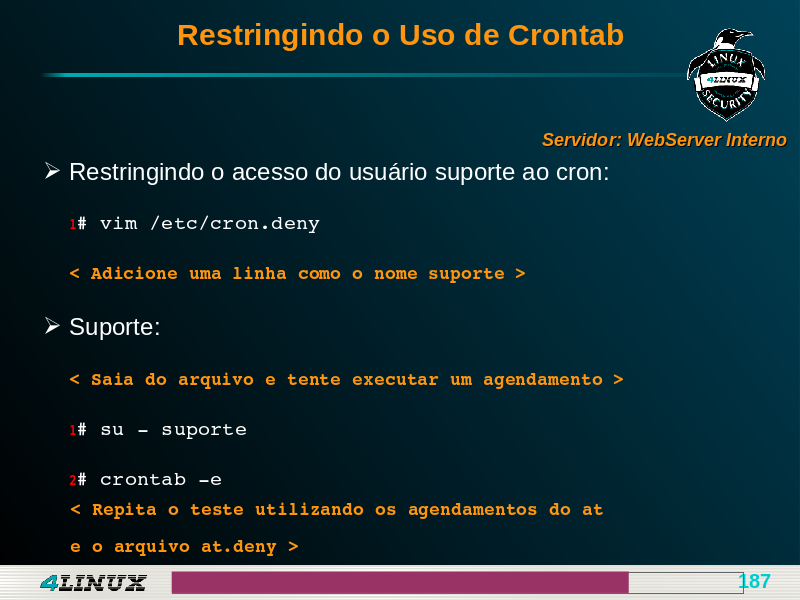 Restringindo o Uso de Crontab
LINUX
4LINUX
SECURITY
Servidor: WebServer Interno
Restringindo o acesso do usuário suporte ao cron:
1# vim /etc/cron.deny
< Adicione uma linha como o nome suporte >
Suporte:
< Saia do arquivo e tente executar um agendamento >
1# su - suporte
2# crontab -e
< Repita o teste utilizando os agendamentos do at
e o arquivo at.deny >
4LINUX
187